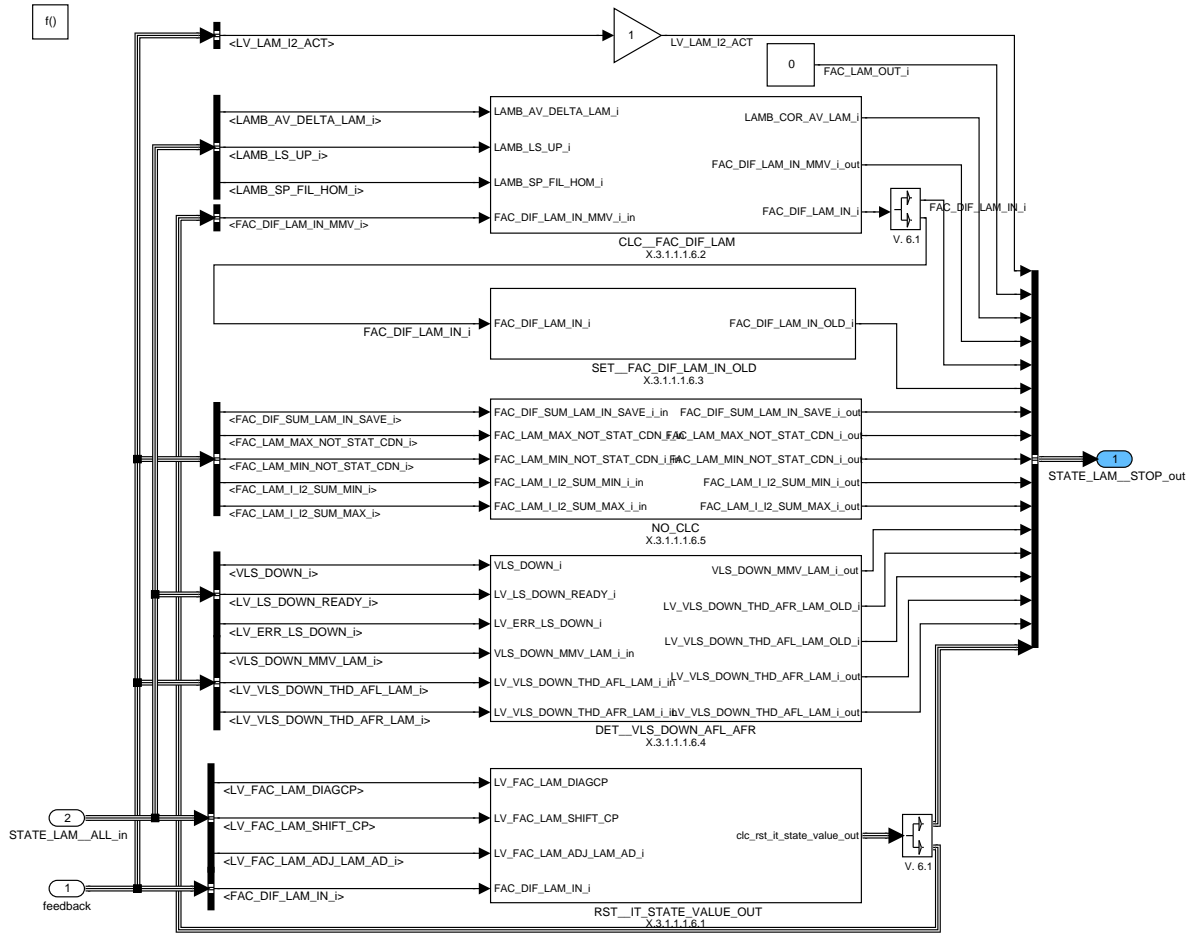 f()
<LV_LAM_I2_ACT>
1
LV_LAM_I2_ACT
0
FAC_LAM_OUT_i
<LAMB_AV_DELTA_LAM_i>
<LAMB_LS_UP_i>
<LAMB_SP_FIL_HOM_i>
<FAC_DIF_LAM_IN_MMV_i>
LAMB_AV_DELTA_LAM_i
LAMB_LS_UP_i
LAMB_SP_FIL_HOM_i
FAC_DIF_LAM_IN_MMV_i_in
LAMB_COR_AV_LAM_i
FAC_DIF_LAM_IN_MMV_i_out
FAC_DIF_LAM_IN_i
CLC__FAC_DIF_LAM
X.3.1.1.1.6.2
V. 6.1
FAC_DIF_LAM_IN_i
FAC_DIF_LAM_IN_i
FAC_DIF_LAM_IN_i
FAC_DIF_LAM_IN_OLD_i
SET__FAC_DIF_LAM_IN_OLD
X.3.1.1.1.6.3
<FAC_DIF_SUM_LAM_IN_SAVE_i>
<FAC_LAM_MAX_NOT_STAT_CDN_i>
<FAC_LAM_MIN_NOT_STAT_CDN_i>
<FAC_LAM_I_I2_SUM_MIN_i>
<FAC_LAM_I_I2_SUM_MAX_i>
FAC_DIF_SUM_LAM_IN_SAVE_i_in
FAC_LAM_MAX_NOT_STAT_CDN_i_in
FAC_LAM_MIN_NOT_STAT_CDN_i_in
FAC_LAM_I_I2_SUM_MIN_i_in
FAC_LAM_I_I2_SUM_MAX_i_in
FAC_DIF_SUM_LAM_IN_SAVE_i_out
FAC_LAM_MAX_NOT_STAT_CDN_i_out
FAC_LAM_MIN_NOT_STAT_CDN_i_out
FAC_LAM_I_I2_SUM_MIN_i_out
FAC_LAM_I_I2_SUM_MAX_i_out
NO_CLC
X.3.1.1.1.6.5
1
STATE_LAM__STOP_out
<VLS_DOWN_i>
<LV_LS_DOWN_READY_i>
<LV_ERR_LS_DOWN_i>
<VLS_DOWN_MMV_LAM_i>
<LV_VLS_DOWN_THD_AFL_LAM_i>
<LV_VLS_DOWN_THD_AFR_LAM_i>
VLS_DOWN_i
LV_LS_DOWN_READY_i
LV_ERR_LS_DOWN_i
VLS_DOWN_MMV_LAM_i_in
LV_VLS_DOWN_THD_AFL_LAM_i_in
LV_VLS_DOWN_THD_AFR_LAM_i_in
VLS_DOWN_MMV_LAM_i_out
LV_VLS_DOWN_THD_AFR_LAM_OLD_i
LV_VLS_DOWN_THD_AFL_LAM_OLD_i
LV_VLS_DOWN_THD_AFR_LAM_i_out
LV_VLS_DOWN_THD_AFL_LAM_i_out
DET__VLS_DOWN_AFL_AFR
X.3.1.1.1.6.4
2
STATE_LAM__ALL_in
1
feedback
<LV_FAC_LAM_DIAGCP>
<LV_FAC_LAM_SHIFT_CP>
<LV_FAC_LAM_ADJ_LAM_AD_i>
<FAC_DIF_LAM_IN_i>
LV_FAC_LAM_DIAGCP
LV_FAC_LAM_SHIFT_CP
LV_FAC_LAM_ADJ_LAM_AD_i
FAC_DIF_LAM_IN_i
clc_rst_it_state_value_out
V. 6.1
RST__IT_STATE_VALUE_OUT
X.3.1.1.1.6.1